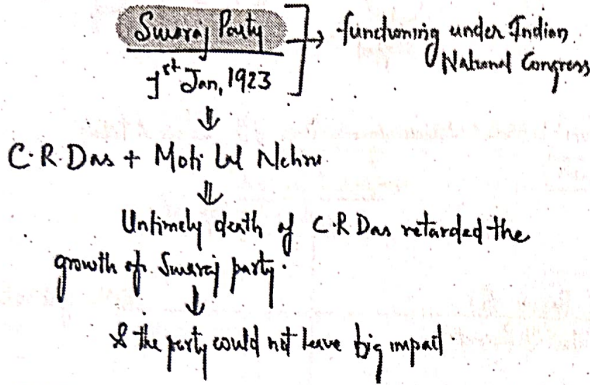 Swaraj Party → functioning under Indian
National Congress
1st Jan, 1923
⇓
C.R.Das + Moti Lal Nehru
⇓
Untimely death of C.R Das retarded the
growth of Swaraj party.
↓
& the party could not leave big impact.